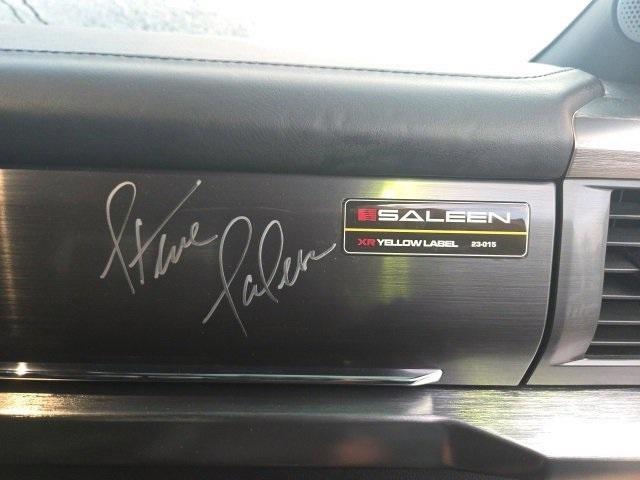 Steve Saleen
SALEEN
XR YELLOW LABEL 23-015